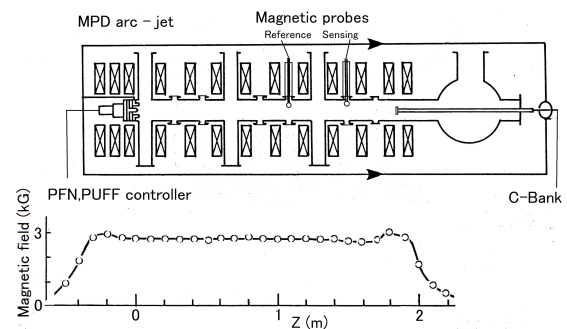 MPD arc - jet
Magnetic probes
Reference Sensing
PFN,PUFF controller
C-Bank
Magnetic field (kG)
3
0
0 1 2
Z (m)